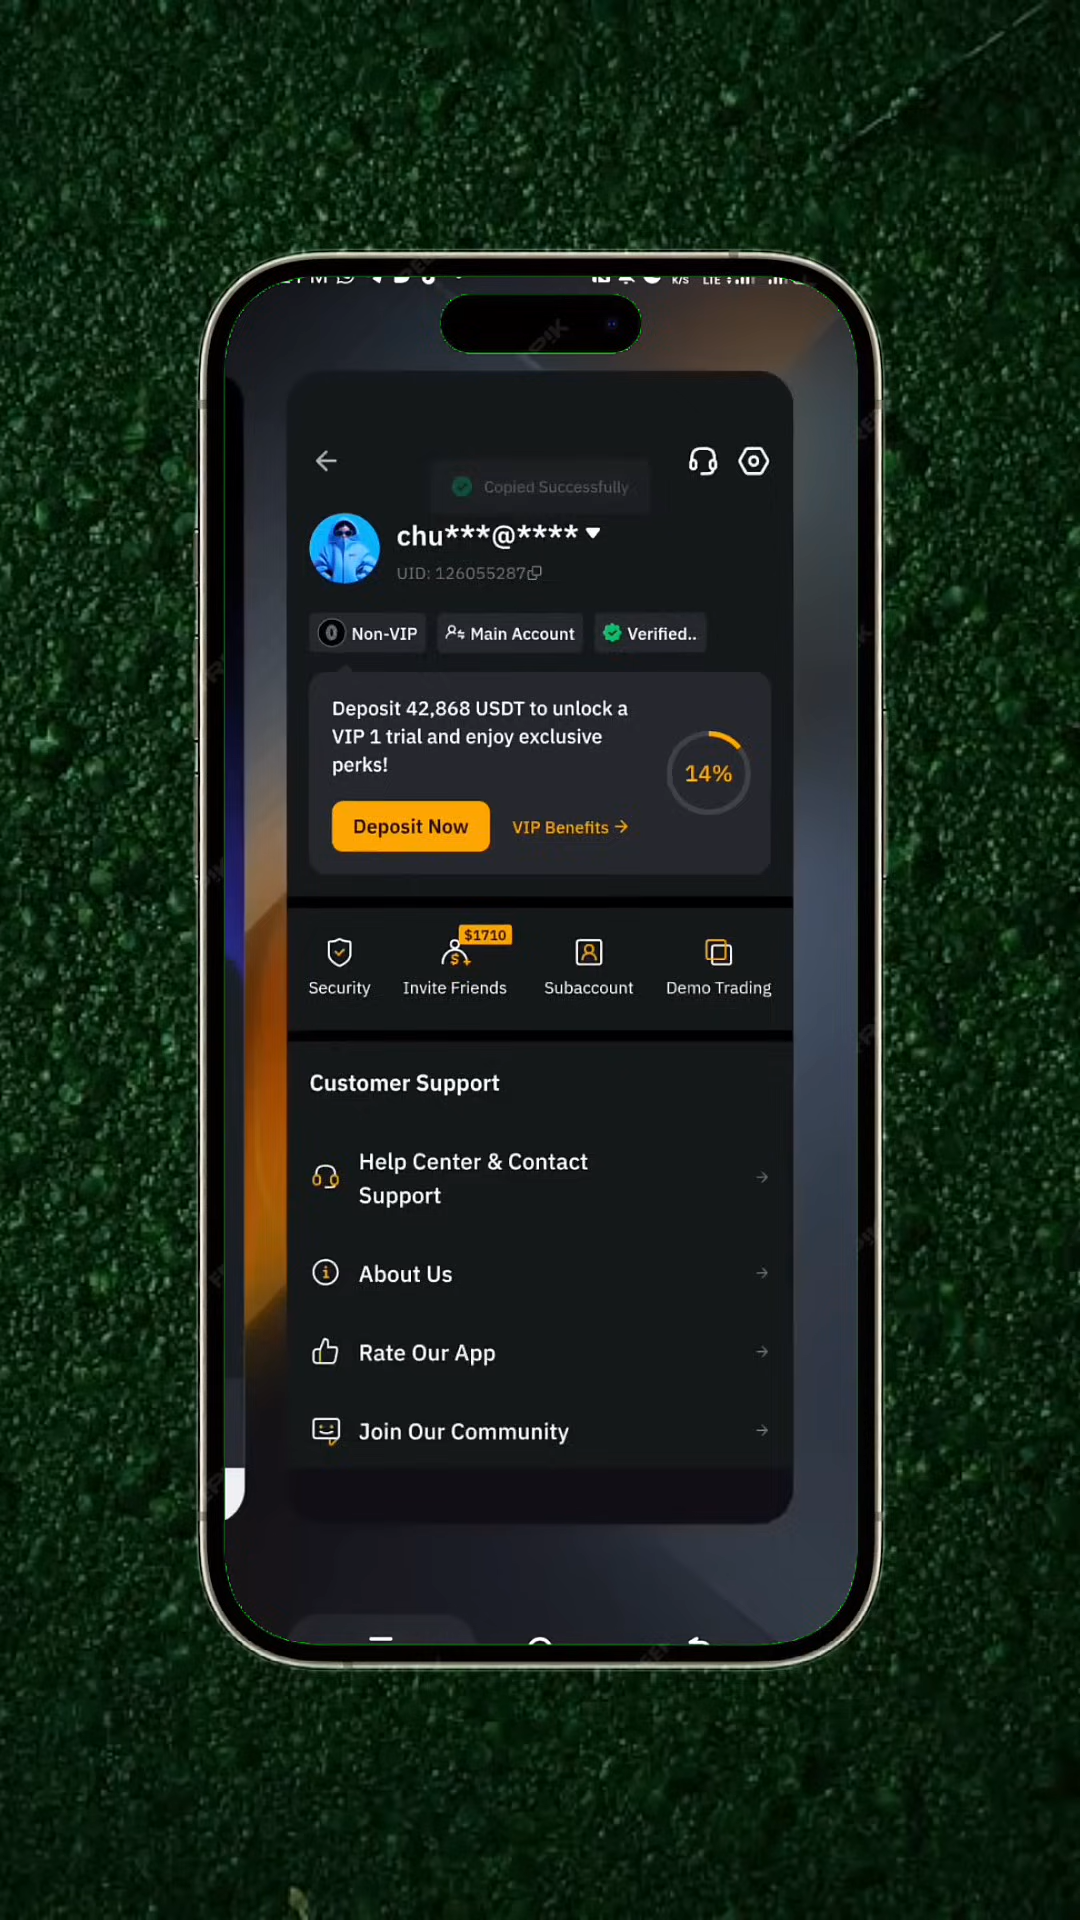 K/S LTE
Copied Successfully
chu***@****
UID: 126055287
0 Non-VIP
Main Account
Verified..
Deposit 42,868 USDT to unlock a
VIP 1 trial and enjoy exclusive
perks!
14%
Deposit Now
VIP Benefits →
$1710
Security
Invite Friends
Subaccount
Demo Trading
Customer Support
Help Center & Contact
Support
About Us
Rate Our App
Join Our Community